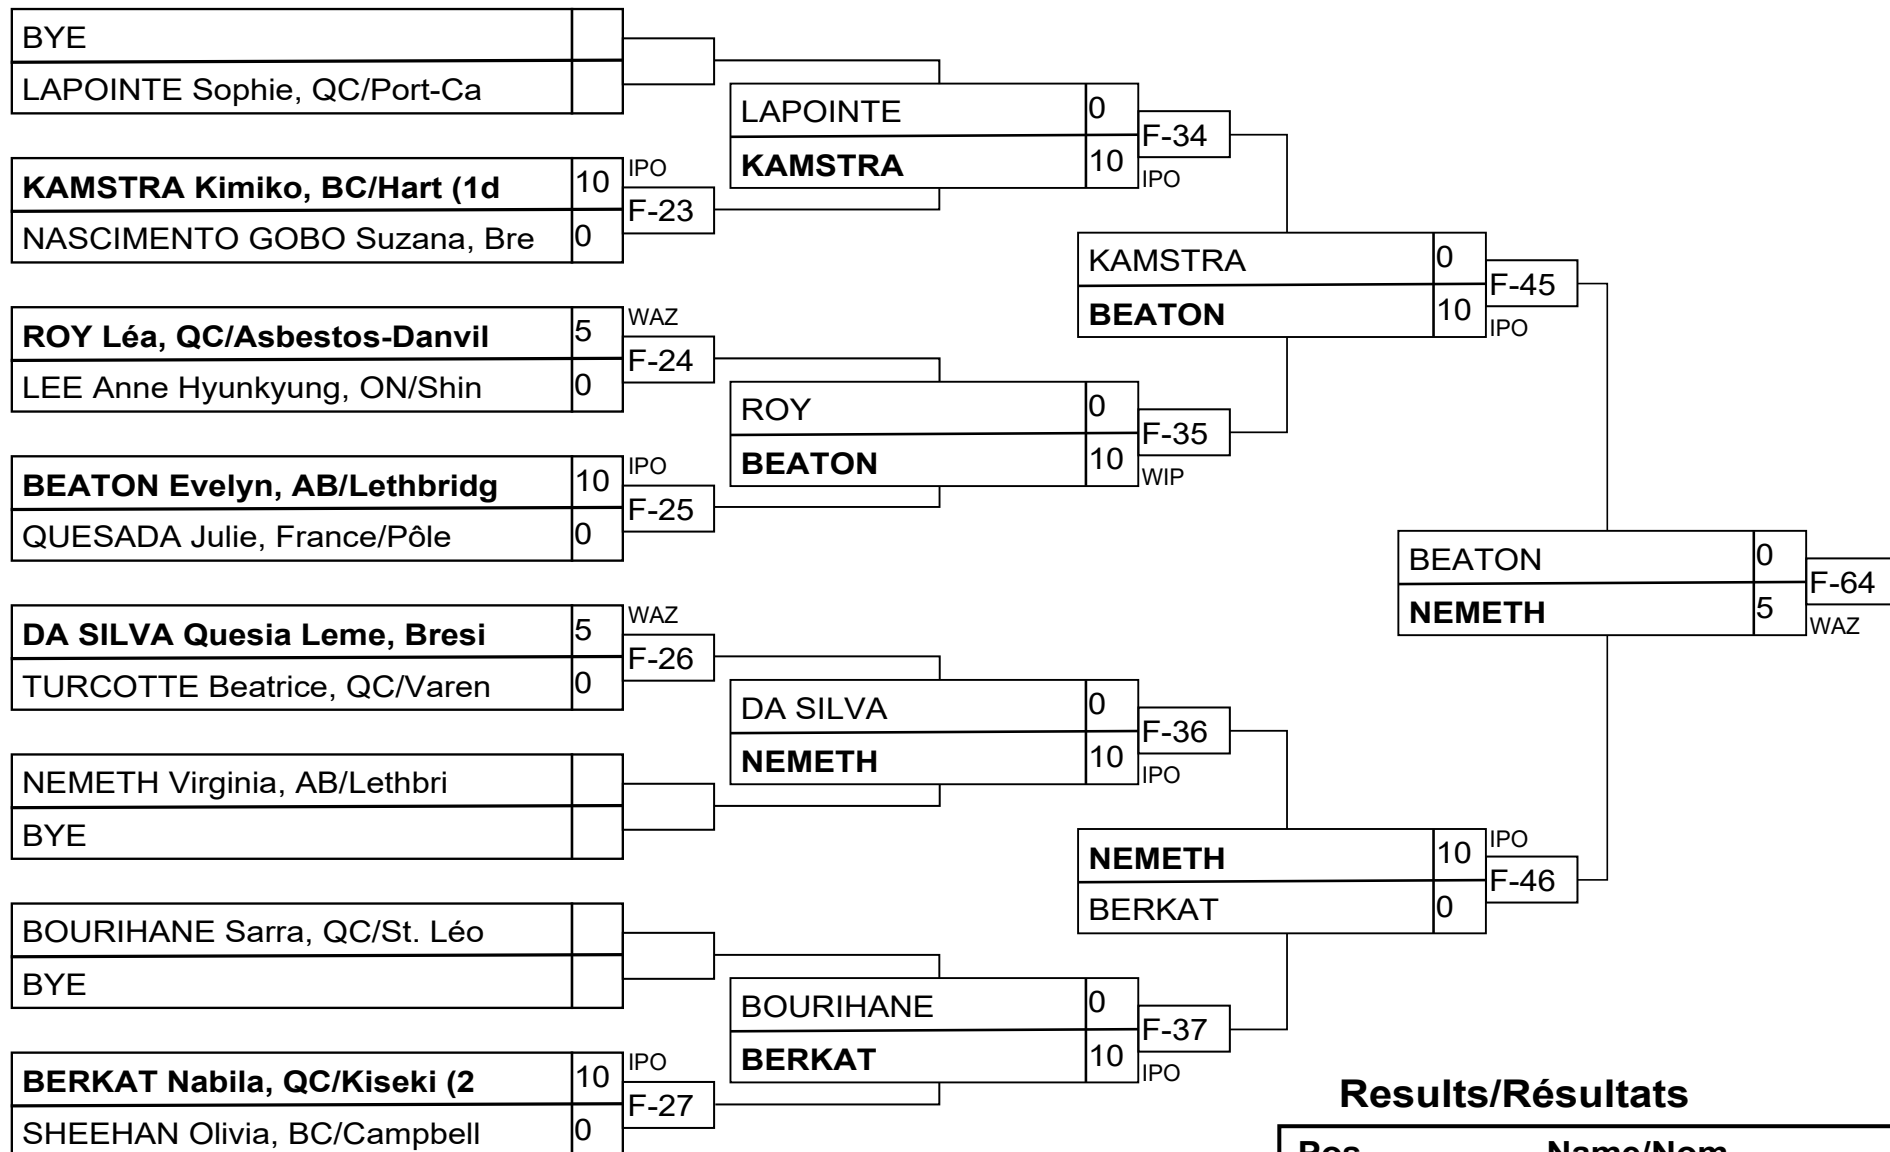 BYE
LAPOINTE Sophie, QC/Port-Ca
KAMSTRA Kimiko, BC/Hart (1d 10 IPO
F-23
NASCIMENTO GOBO Suzana, Bre 0
ROY Léa, QC/Asbestos-Danvil 5 WAZ
F-24
LEE Anne Hyunkyung, ON/Shin 0
BEATON Evelyn, AB/Lethbridg 10 IPO
F-25
QUESADA Julie, France/Pôle 0
DA SILVA Quesia Leme, Bresi 5 WAZ
F-26
TURCOTTE Beatrice, QC/Varen 0
NEMETH Virginia, AB/Lethbri
BYE
BOURIHANE Sarra, QC/St. Léo
BYE
BERKAT Nabila, QC/Kiseki (2 10 IPO
F-27
SHEEHAN Olivia, BC/Campbell 0
LAPOINTE 0
F-34
KAMSTRA 10 IPO
ROY 0
F-35
BEATON 10 WIP
DA SILVA 0
F-36
NEMETH 10 IPO
BOURIHANE 0
F-37
BERKAT 10 IPO
KAMSTRA 0
F-45
BEATON 10 IPO
NEMETH 10 IPO
F-46
BERKAT 0
BEATON 0
F-64
NEMETH 5 WAZ
Results/Résultats
Pos Name/Nom